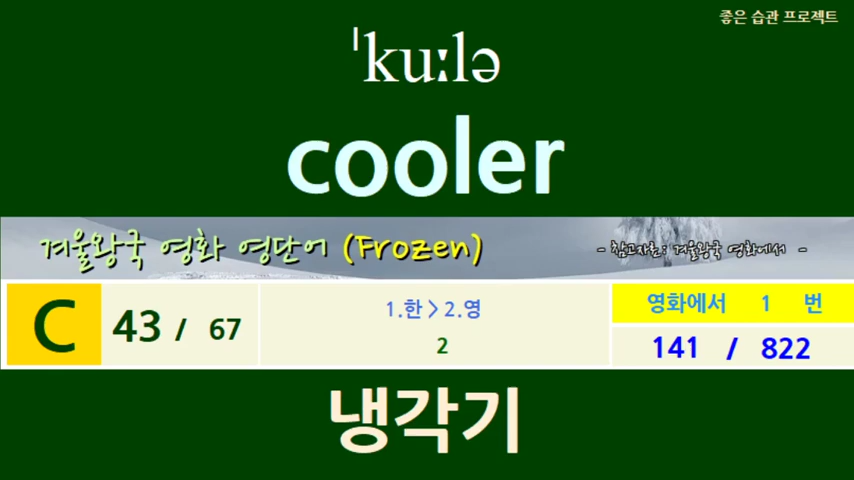 좋은 습관 프로젝트
ˈkuːlə
cooler
겨울왕국 영화 영단어 (Frozen)
- 참고자료: 겨울왕국 영화에서 -
C 43 / 67
1.한 > 2.영
2
영화에서 1 번
141 / 822
냉각기